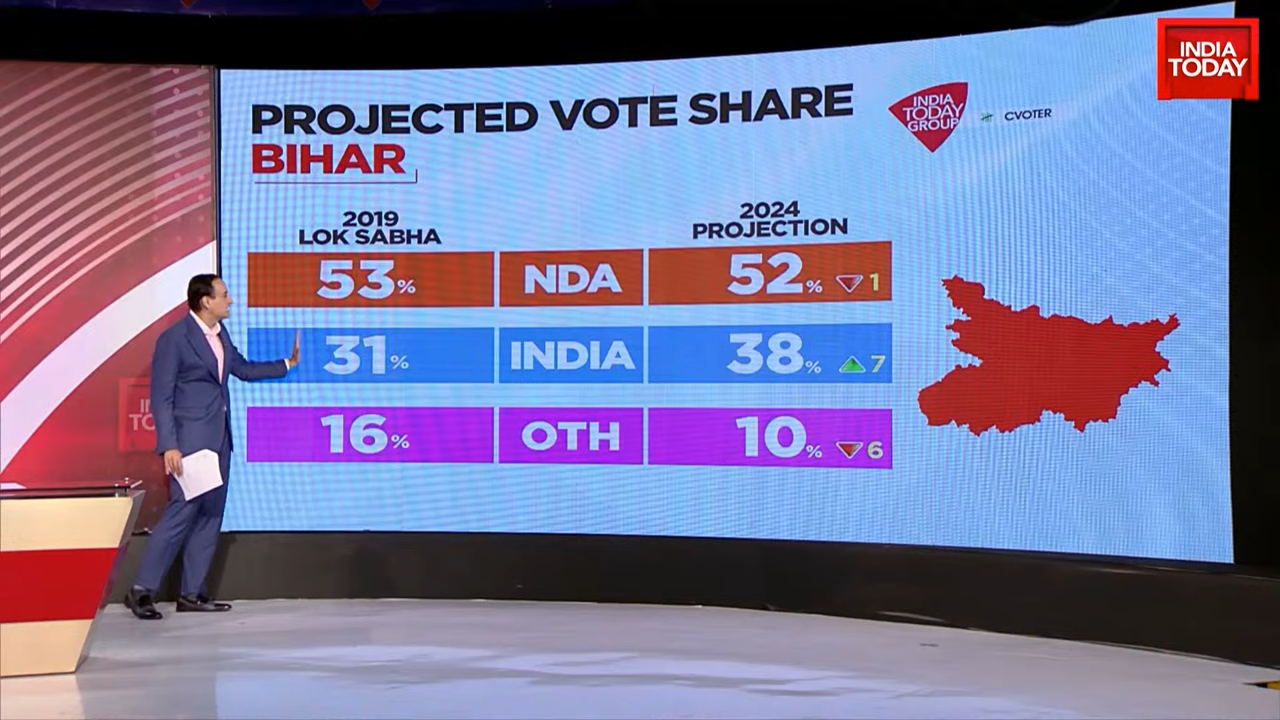 INDIA
TODAY
PROJECTED VOTE SHARE
BIHAR
INDIA
TODAY
GROUP
CVOTER
2019
LOK SABHA
2024
PROJECTION
53% NDA 52% 1
31% INDIA 38% 7
16% OTH 10% 6